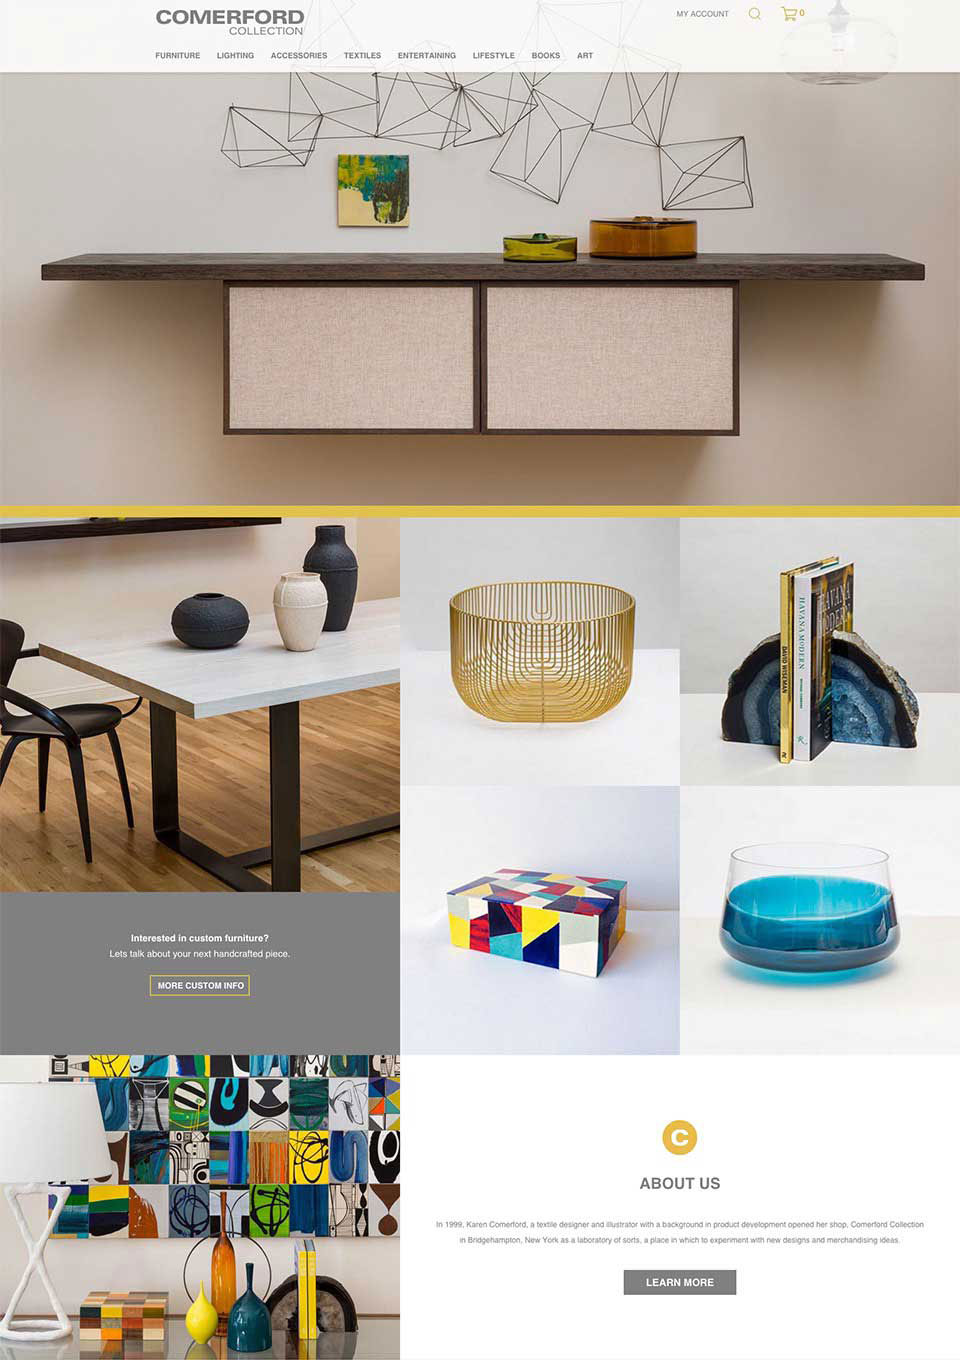 COMERFORD
COLLECTION
MY ACCOUNT
0
FURNITURE LIGHTING ACCESSORIES TEXTILES ENTERTAINING LIFESTYLE BOOKS ART
DAVID WISEMAN
HAVANA MODERN
HAVANA
MODERN
R
Interested in custom furniture?
Lets talk about your next handcrafted piece.
MORE CUSTOM INFO
C
ABOUT US
In 1999, Karen Comerford, a textile designer and illustrator with a background in product development opened her shop, Comerford Collection
in Bridgehampton, New York as a laboratory of sorts, a place in which to experiment with new designs and merchandising ideas.
LEARN MORE